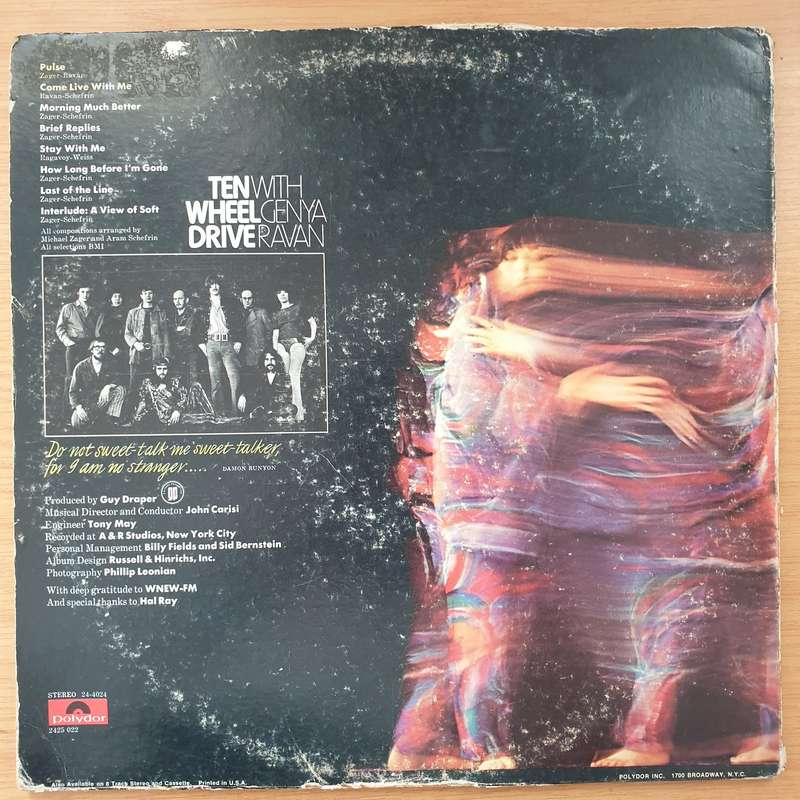 Pulse
Zager-Ravan
Come Live With Me
Ravan-Schefrin
Morning Much Better
Zager-Schefrin
Brief Replies
Zager-Schefrin
Stay With Me
Ragavoy-Weiss
How Long Before I'm Gone
Zager-Schefrin
Last of the Line
Zager-Schefrin
Interlude: A View of Soft
Zager-Schefrin
All compositions arranged by
Michael Zager and Aram Schefrin
All selections BMI
TEN WITH
WHEEL GENYA
DRIVE RAVAN
Do not sweet-talk me sweet-talker,
for I am no stranger.....
DAMON RUNYON
Produced by Guy Draper
Musical Director and Conductor John Carisi
Engineer Tony May
Recorded at A & R Studios, New York City
Personal Management Billy Fields and Sid Bernstein
Album Design Russell & Hinrichs, Inc.
Photography Phillip Leonian
With deep gratitude to WNEW-FM
And special thanks to Hal Ray
STEREO 24-4024
polydor
2425 022
Also Available on 8 Track Stereo and Cassette. Printed in U.S.A.
POLYDOR INC. 1700 BROADWAY, N.Y.C.